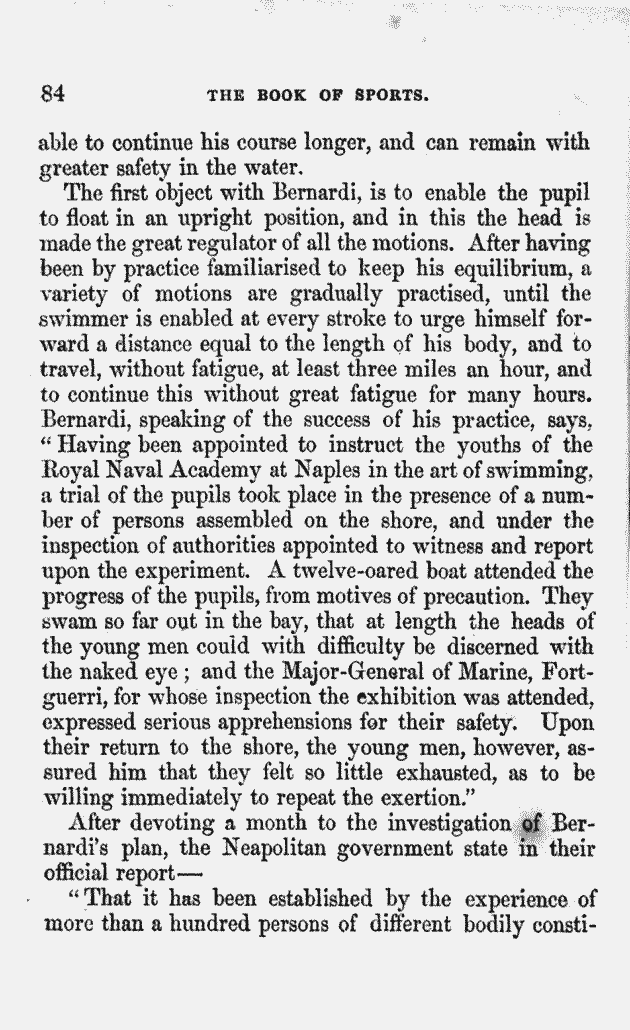 84 THE BOOK OF SPORTS.
able to continue his course longer, and can remain with
greater safety in the water.
The first object with Bernardi, is to enable the pupil
to float in an upright position, and in this the head is
made the great regulator of all the motions. After having
been by practice familiarised to keep his equilibrium, a
variety of motions are gradually practised, until the
swimmer is enabled at every stroke to urge himself for-
ward a distance equal to the length of his body, and to
travel, without fatigue, at least three miles an hour, and
to continue this without great fatigue for many hours.
Bernardi, speaking of the success of his practice, says,
“Having been appointed to instruct the youths of the
Royal Naval Academy at Naples in the art of swimming,
a trial of the pupils took place in the presence of a num-
ber of persons assembled on the shore, and under the
inspection of authorities appointed to witness and report
upon the experiment. A twelve-oared boat attended the
progress of the pupils, from motives of precaution. They
swam so far out in the bay, that at length the heads of
the young men could with difficulty be discerned with
the naked eye; and the Major-General of Marine, Fort-
guerri, for whose inspection the exhibition was attended,
expressed serious apprehensions for their safety. Upon
their return to the shore, the young men, however, as-
sured him that they felt so little exhausted, as to be
willing immediately to repeat the exertion.”
After devoting a month to the investigation of Ber-
nardi’s plan, the Neapolitan government state in their
official report—
“That it has been established by the experience of
more than a hundred persons of different bodily consti-